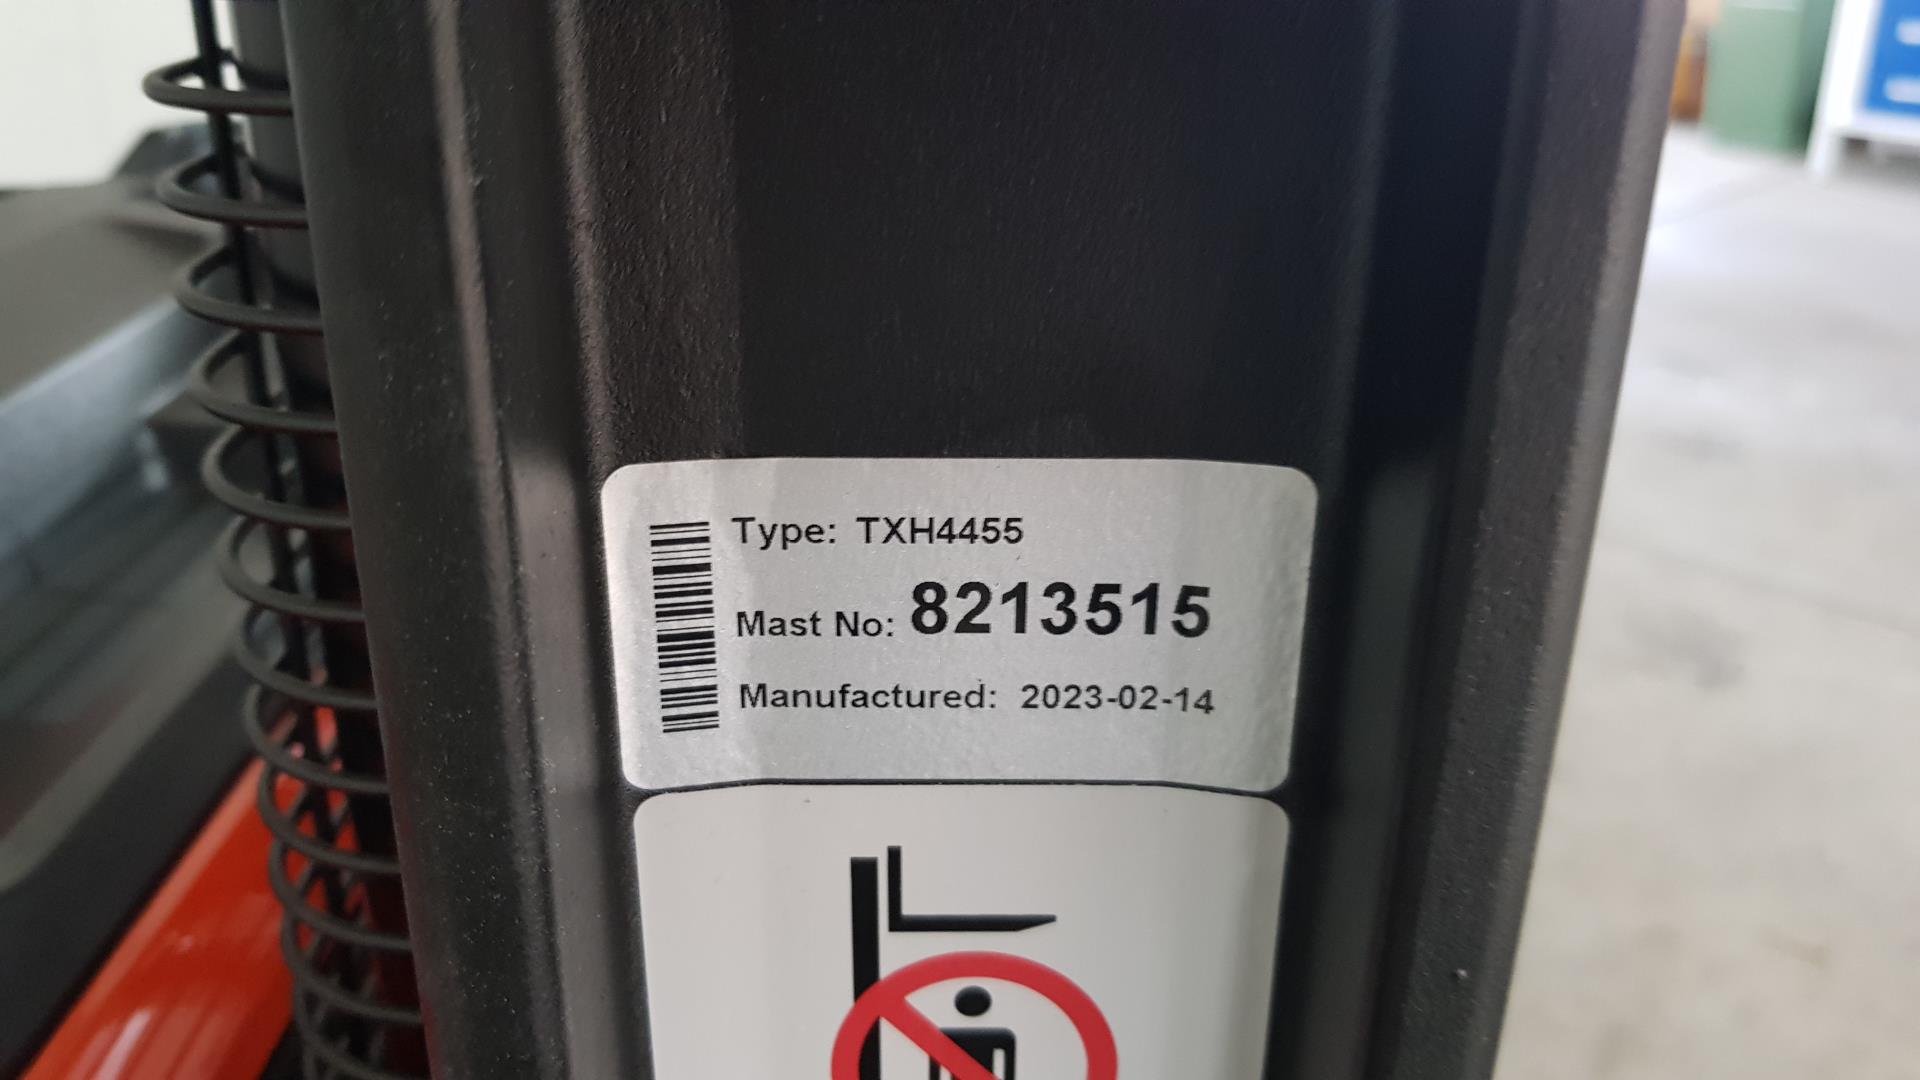 Type: TXH4455
Mast No: 8213515
Manufactured: 2023-02-14